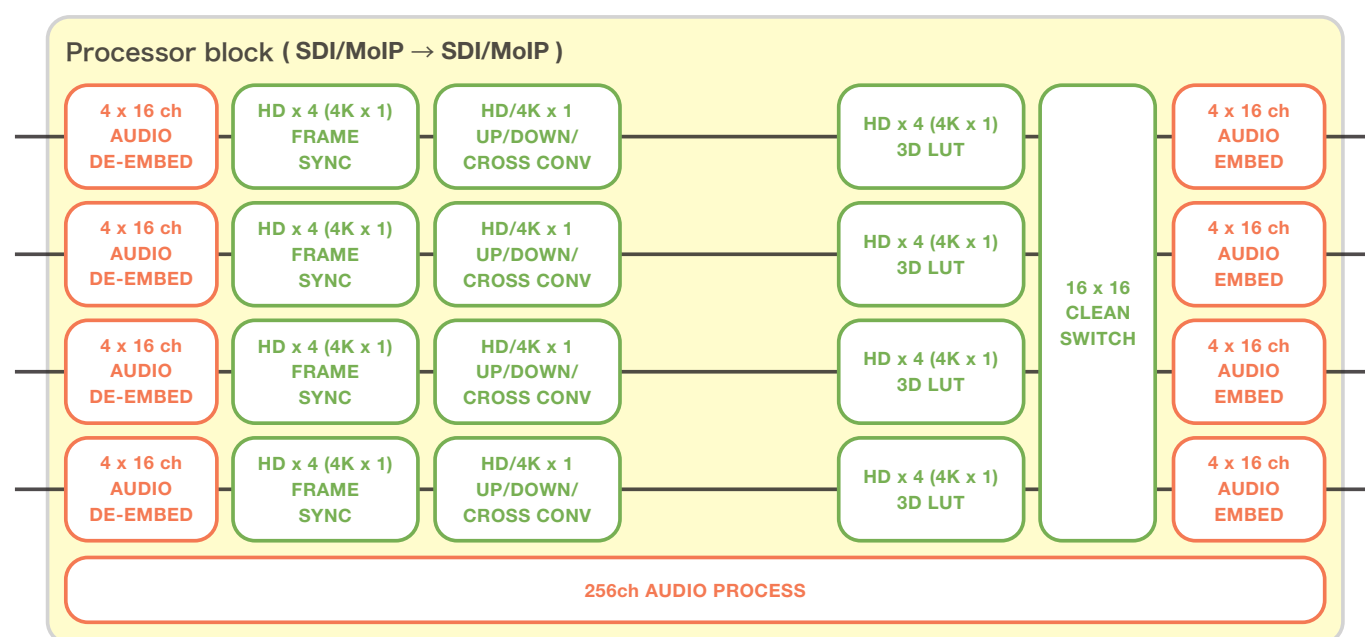 Processor block ( SDI/MoIP → SDI/MoIP )
4 x 16 ch
AUDIO
DE-EMBED
HD x 4 (4K x 1)
FRAME
SYNC
HD/4K x 1
UP/DOWN/
CROSS CONV
HD x 4 (4K x 1)
3D LUT
16 x 16
CLEAN
SWITCH
4 x 16 ch
AUDIO
EMBED
4 x 16 ch
AUDIO
DE-EMBED
HD x 4 (4K x 1)
FRAME
SYNC
HD/4K x 1
UP/DOWN/
CROSS CONV
HD x 4 (4K x 1)
3D LUT
4 x 16 ch
AUDIO
EMBED
4 x 16 ch
AUDIO
DE-EMBED
HD x 4 (4K x 1)
FRAME
SYNC
HD/4K x 1
UP/DOWN/
CROSS CONV
HD x 4 (4K x 1)
3D LUT
4 x 16 ch
AUDIO
EMBED
4 x 16 ch
AUDIO
DE-EMBED
HD x 4 (4K x 1)
FRAME
SYNC
HD/4K x 1
UP/DOWN/
CROSS CONV
HD x 4 (4K x 1)
3D LUT
4 x 16 ch
AUDIO
EMBED
256ch AUDIO PROCESS